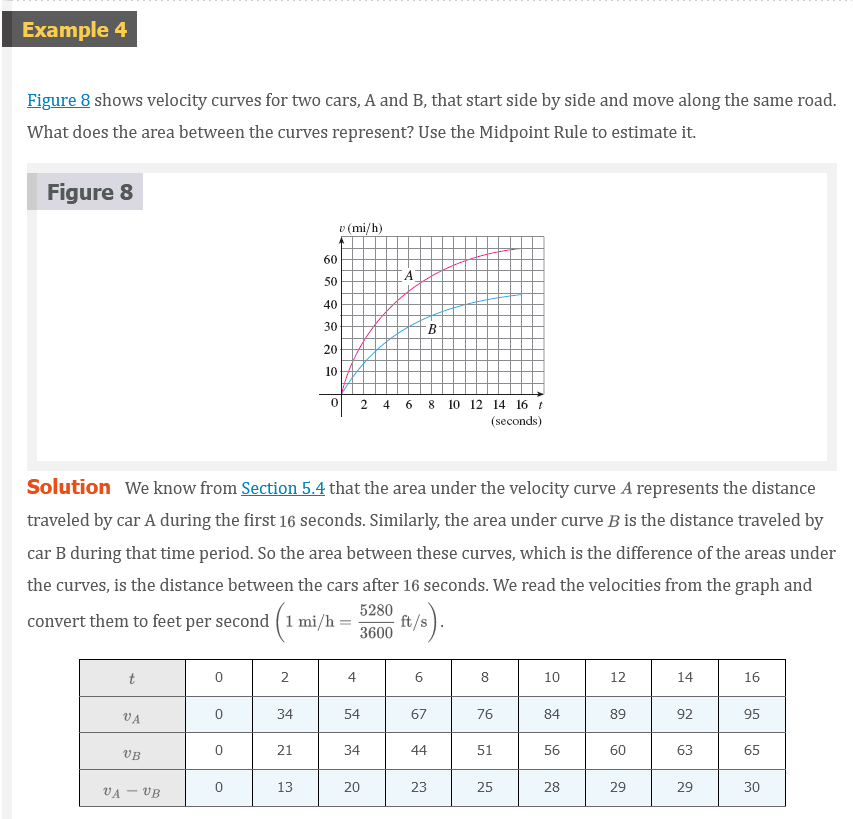 Example 4
Figure 8 shows velocity curves for two cars, A and B, that start side by side and move along the same road.
What does the area between the curves represent? Use the Midpoint Rule to estimate it.
Figure 8
v (mi/h)
60
50
40
30
20
10
A
B
0 2 4 6 8 10 12 14 16 t
(seconds)
Solution We know from Section 5.4 that the area under the velocity curve A represents the distance
traveled by car A during the first 16 seconds. Similarly, the area under curve B is the distance traveled by
car B during that time period. So the area between these curves, which is the difference of the areas under
the curves, is the distance between the cars after 16 seconds. We read the velocities from the graph and
convert them to feet per second (1 mi/h = 5280/3600 ft/s).
t 0 2 4 6 8 10 12 14 16
vA 0 34 54 67 76 84 89 92 95
vB 0 21 34 44 51 56 60 63 65
vA − vB 0 13 20 23 25 28 29 29 30